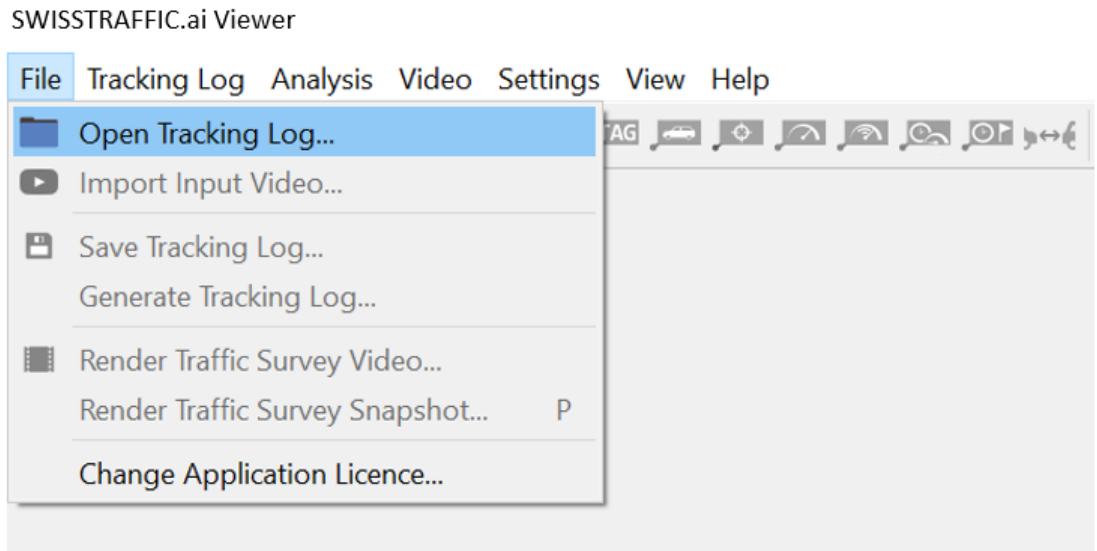 SWISSTRAFFIC.ai Viewer
File Tracking Log Analysis Video Settings View Help
Open Tracking Log...
TAG
Import Input Video...
Save Tracking Log...
Generate Tracking Log...
Render Traffic Survey Video...
Render Traffic Survey Snapshot... P
Change Application Licence...